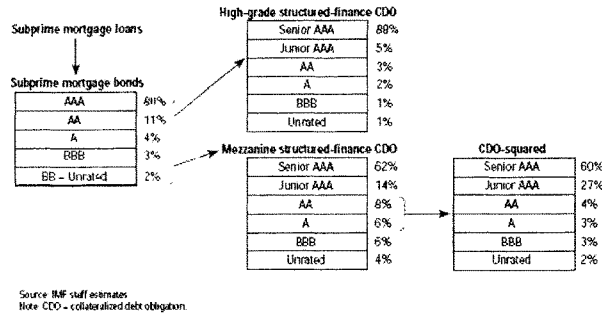 High-grade structured-finance CDO
Subprime mortgage loans
Senior AAA 88%
Junior AAA 5%
AA 3%
A 2%
BBB 1%
Unrated 1%
Subprime mortgage bonds
AAA
AA 11%
A 4%
BBB 3%
BB – Unrated 2%
Mezzanine structured-finance CDO
Senior AAA 62%
Junior AAA 14%
AA 8%
A 6%
BBB 6%
Unrated 4%
CDO-squared
Senior AAA 60%
Junior AAA 27%
AA 4%
A 3%
BBB 3%
Unrated 2%
Source: IMF staff estimates
Note: CDO – collateralized debt obligation.